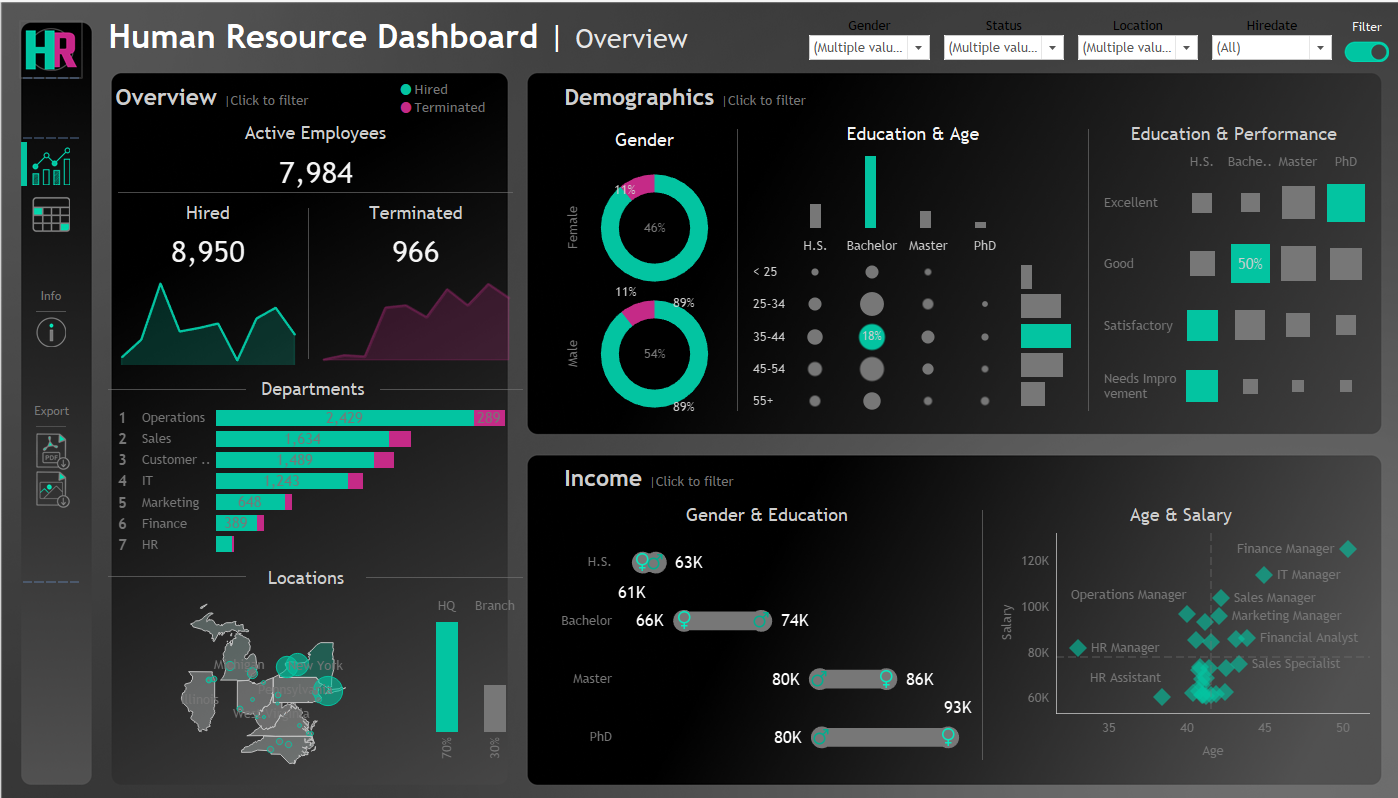 HR
Human Resource Dashboard | Overview
Gender
(Multiple valu...
Status
(Multiple valu...
Location
(Multiple valu...
Hiredate
(All)
Filter
Info
Export
PDF
Overview |Click to filter
Hired
Terminated
Active Employees
7,984
Hired
8,950
Terminated
966
Departments
1 Operations 2,429 289
2 Sales 1,634
3 Customer .. 1,489
4 IT 1,243
5 Marketing 648
6 Finance 389
7 HR
Locations
Michigan
New York
Illinois
Pennsylvania
West Virginia
HQ Branch
70% 30%
Demographics |Click to filter
Gender
Female
11%
46%
89%
Male
11%
54%
89%
Education & Age
H.S. Bachelor Master PhD
< 25
25-34
35-44 18%
45-54
55+
Education & Performance
H.S. Bache.. Master PhD
Excellent
Good 50%
Satisfactory
Needs Impro
vement
Income |Click to filter
Gender & Education
H.S. 63K
61K
Bachelor 66K 74K
Master 80K 86K
93K
PhD 80K
Age & Salary
Salary
120K
100K
80K
60K
Finance Manager
IT Manager
Operations Manager
Sales Manager
Marketing Manager
Financial Analyst
HR Manager
Sales Specialist
HR Assistant
35 40 45 50
Age